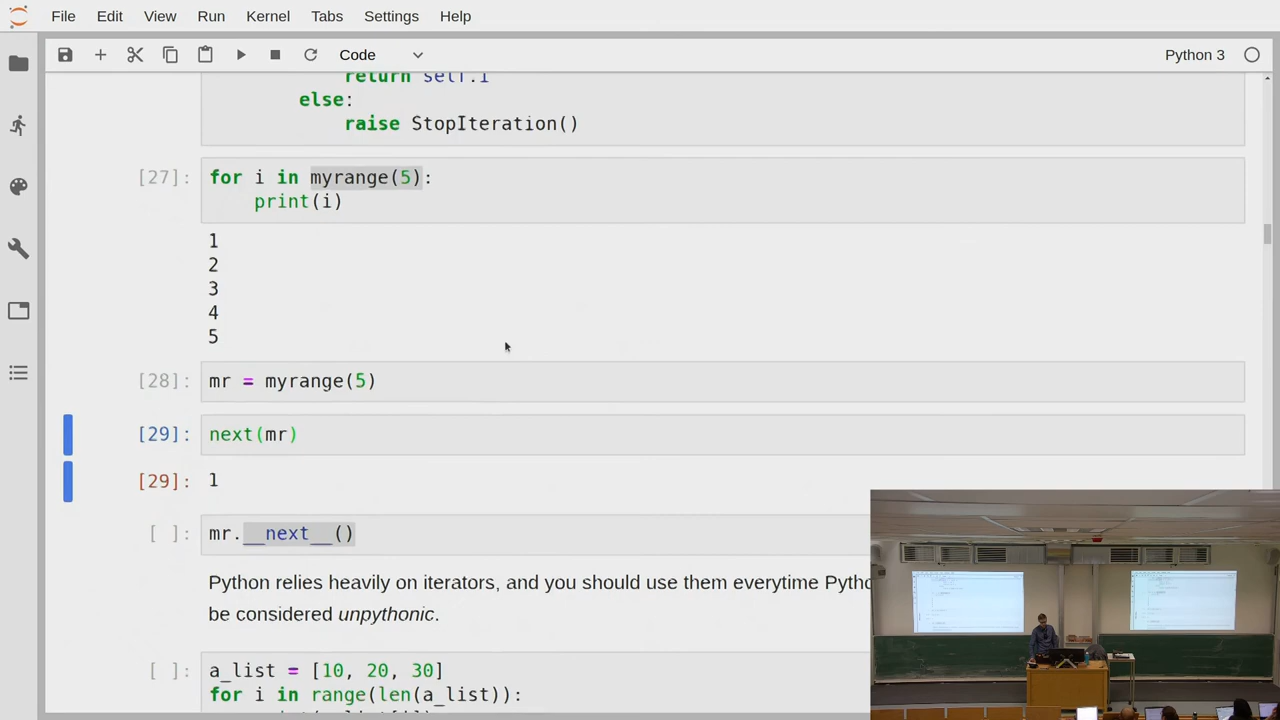 File Edit View Run Kernel Tabs Settings Help
Code
Python 3
return self.i
else:
raise StopIteration()
[27]: for i in myrange(5):
print(i)
1
2
3
4
5
[28]: mr = myrange(5)
[29]: next(mr)
[29]: 1
[ ]: mr.__next__()
Python relies heavily on iterators, and you should use them everytime Pytho
be considered unpythonic.
[ ]: a_list = [10, 20, 30]
for i in range(len(a_list)):